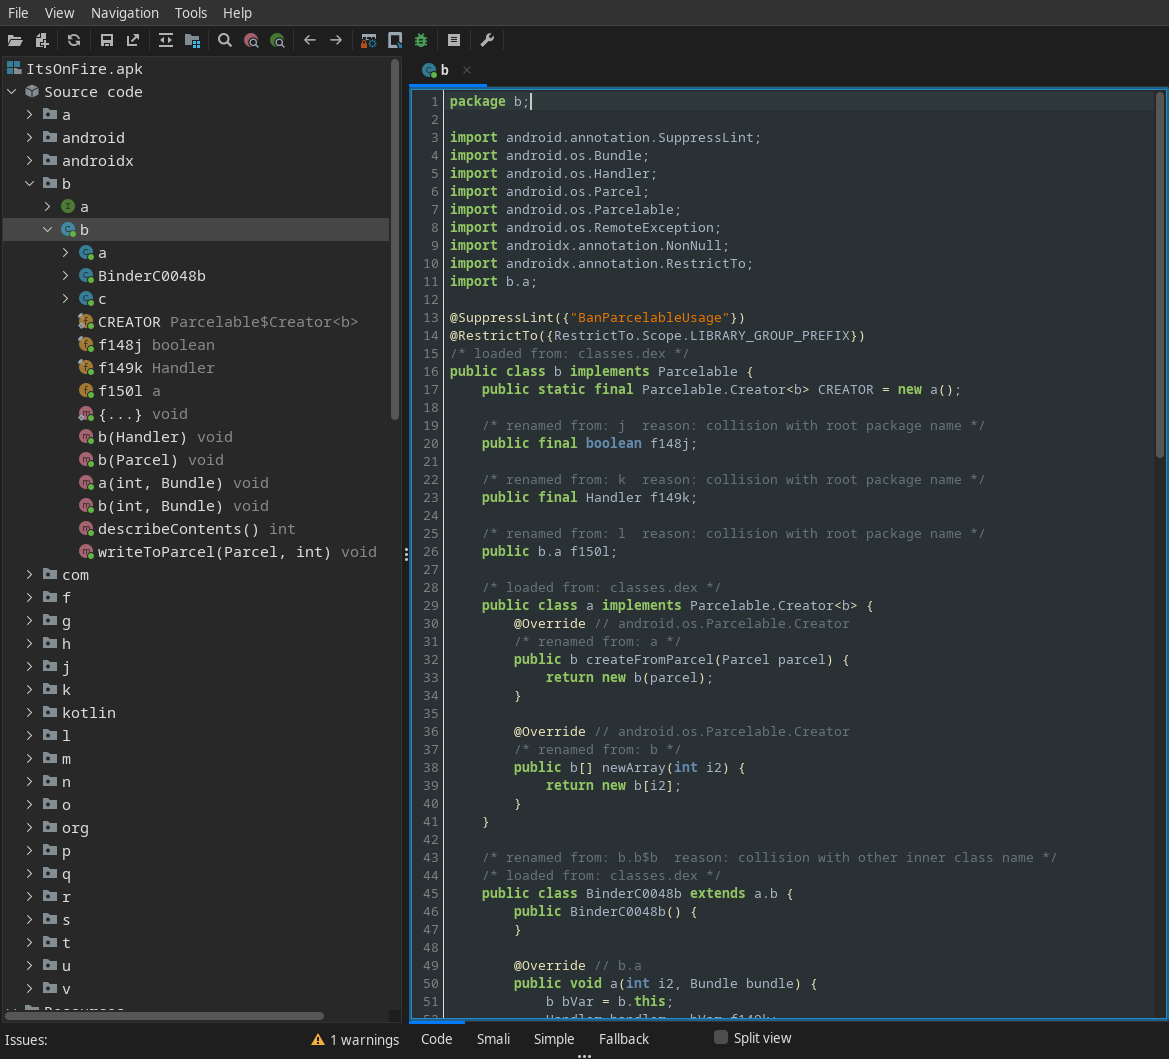 File View Navigation Tools Help
ItsOnFire.apk
Source code
a
android
androidx
b
a
b
a
BinderC0048b
c
CREATOR Parcelable$Creator<b>
f148j boolean
f149k Handler
f150l a
{...} void
b(Handler) void
b(Parcel) void
a(int, Bundle) void
b(int, Bundle) void
describeContents() int
writeToParcel(Parcel, int) void
com
f
g
h
j
k
kotlin
l
m
n
o
org
p
q
r
s
t
u
v
b
1 package b;
2
3 import android.annotation.SuppressLint;
4 import android.os.Bundle;
5 import android.os.Handler;
6 import android.os.Parcel;
7 import android.os.Parcelable;
8 import android.os.RemoteException;
9 import androidx.annotation.NonNull;
10 import androidx.annotation.RestrictTo;
11 import b.a;
12
13 @SuppressLint({"BanParcelableUsage"})
14 @RestrictTo({RestrictTo.Scope.LIBRARY_GROUP_PREFIX})
15 /* loaded from: classes.dex */
16 public class b implements Parcelable {
17     public static final Parcelable.Creator<b> CREATOR = new a();
18
19     /* renamed from: j  reason: collision with root package name */
20     public final boolean f148j;
21
22     /* renamed from: k  reason: collision with root package name */
23     public final Handler f149k;
24
25     /* renamed from: l  reason: collision with root package name */
26     public b.a f150l;
27
28     /* loaded from: classes.dex */
29     public class a implements Parcelable.Creator<b> {
30         @Override // android.os.Parcelable.Creator
31         /* renamed from: a */
32         public b createFromParcel(Parcel parcel) {
33             return new b(parcel);
34         }
35
36         @Override // android.os.Parcelable.Creator
37         /* renamed from: b */
38         public b[] newArray(int i2) {
39             return new b[i2];
40         }
41     }
42
43     /* renamed from: b.b$b  reason: collision with other inner class name */
44     /* loaded from: classes.dex */
45     public class BinderC0048b extends a.b {
46         public BinderC0048b() {
47         }
48
49         @Override // b.a
50         public void a(int i2, Bundle bundle) {
51             b bVar = b.this;
Issues: 1 warnings Code Smali Simple Fallback Split view